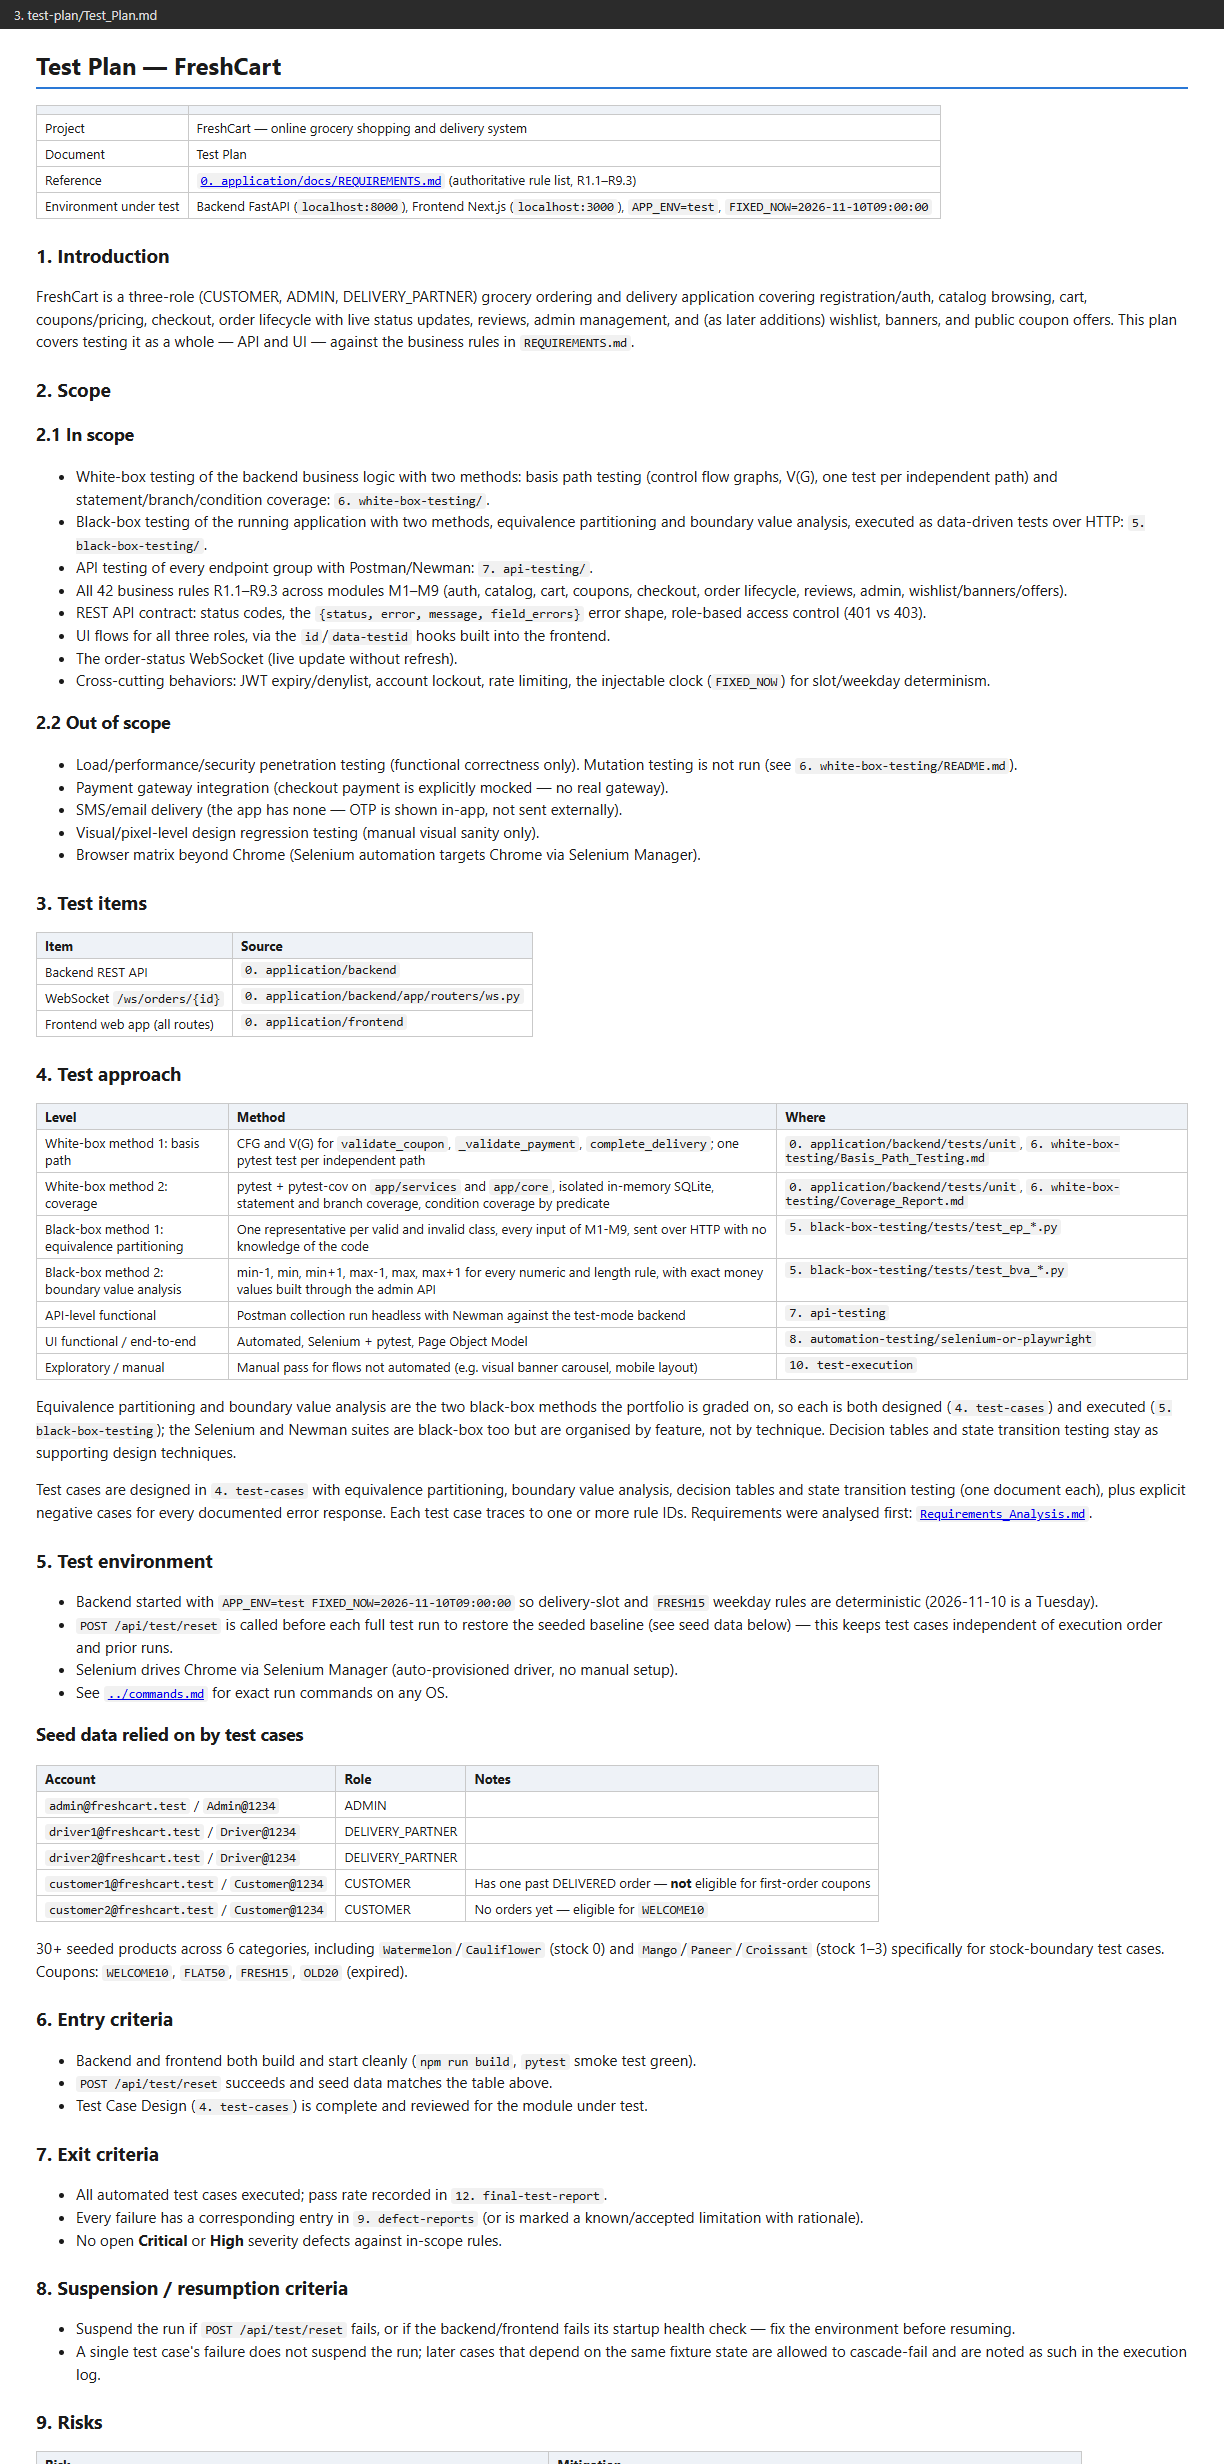 3. test-plan/Test_Plan.md
Test Plan — FreshCart
Project FreshCart — online grocery shopping and delivery system
Document Test Plan
Reference 0. application/docs/REQUIREMENTS.md (authoritative rule list, R1.1–R9.3)
Environment under test Backend FastAPI ( localhost:8000 ), Frontend Next.js ( localhost:3000 ), APP_ENV=test , FIXED_NOW=2026-11-10T09:00:00
1. Introduction
FreshCart is a three-role (CUSTOMER, ADMIN, DELIVERY_PARTNER) grocery ordering and delivery application covering registration/auth, catalog browsing, cart,
coupons/pricing, checkout, order lifecycle with live status updates, reviews, admin management, and (as later additions) wishlist, banners, and public coupon offers. This plan
covers testing it as a whole — API and UI — against the business rules in REQUIREMENTS.md .
2. Scope
2.1 In scope
• White-box testing of the backend business logic with two methods: basis path testing (control flow graphs, V(G), one test per independent path) and
statement/branch/condition coverage: 6. white-box-testing/ .
• Black-box testing of the running application with two methods, equivalence partitioning and boundary value analysis, executed as data-driven tests over HTTP: 5.
black-box-testing/ .
• API testing of every endpoint group with Postman/Newman: 7. api-testing/ .
• All 42 business rules R1.1–R9.3 across modules M1–M9 (auth, catalog, cart, coupons, checkout, order lifecycle, reviews, admin, wishlist/banners/offers).
• REST API contract: status codes, the {status, error, message, field_errors} error shape, role-based access control (401 vs 403).
• UI flows for all three roles, via the id / data-testid hooks built into the frontend.
• The order-status WebSocket (live update without refresh).
• Cross-cutting behaviors: JWT expiry/denylist, account lockout, rate limiting, the injectable clock ( FIXED_NOW ) for slot/weekday determinism.
2.2 Out of scope
• Load/performance/security penetration testing (functional correctness only). Mutation testing is not run (see 6. white-box-testing/README.md ).
• Payment gateway integration (checkout payment is explicitly mocked — no real gateway).
• SMS/email delivery (the app has none — OTP is shown in-app, not sent externally).
• Visual/pixel-level design regression testing (manual visual sanity only).
• Browser matrix beyond Chrome (Selenium automation targets Chrome via Selenium Manager).
3. Test items
Item Source
Backend REST API 0. application/backend
WebSocket /ws/orders/{id} 0. application/backend/app/routers/ws.py
Frontend web app (all routes) 0. application/frontend
4. Test approach
Level Method Where
White-box method 1: basis path CFG and V(G) for validate_coupon , _validate_payment , complete_delivery ; one pytest test per independent path 0. application/backend/tests/unit , 6. white-box-testing/Basis_Path_Testing.md
White-box method 2: coverage pytest + pytest-cov on app/services and app/core , isolated in-memory SQLite, statement and branch coverage, condition coverage by predicate 0. application/backend/tests/unit , 6. white-box-testing/Coverage_Report.md
Black-box method 1: equivalence partitioning One representative per valid and invalid class, every input of M1-M9, sent over HTTP with no knowledge of the code 5. black-box-testing/tests/test_ep_*.py
Black-box method 2: boundary value analysis min-1, min, min+1, max-1, max, max+1 for every numeric and length rule, with exact money values built through the admin API 5. black-box-testing/tests/test_bva_*.py
API-level functional Postman collection run headless with Newman against the test-mode backend 7. api-testing
UI functional / end-to-end Automated, Selenium + pytest, Page Object Model 8. automation-testing/selenium-or-playwright
Exploratory / manual Manual pass for flows not automated (e.g. visual banner carousel, mobile layout) 10. test-execution
Equivalence partitioning and boundary value analysis are the two black-box methods the portfolio is graded on, so each is both designed ( 4. test-cases ) and executed ( 5.
black-box-testing ); the Selenium and Newman suites are black-box too but are organised by feature, not by technique. Decision tables and state transition testing stay as
supporting design techniques.
Test cases are designed in 4. test-cases with equivalence partitioning, boundary value analysis, decision tables and state transition testing (one document each), plus explicit
negative cases for every documented error response. Each test case traces to one or more rule IDs. Requirements were analysed first: Requirements_Analysis.md .
5. Test environment
• Backend started with APP_ENV=test FIXED_NOW=2026-11-10T09:00:00 so delivery-slot and FRESH15 weekday rules are deterministic (2026-11-10 is a Tuesday).
• POST /api/test/reset is called before each full test run to restore the seeded baseline (see seed data below) — this keeps test cases independent of execution order
and prior runs.
• Selenium drives Chrome via Selenium Manager (auto-provisioned driver, no manual setup).
• See ../commands.md for exact run commands on any OS.
Seed data relied on by test cases
Account Role Notes
admin@freshcart.test / Admin@1234 ADMIN
driver1@freshcart.test / Driver@1234 DELIVERY_PARTNER
driver2@freshcart.test / Driver@1234 DELIVERY_PARTNER
customer1@freshcart.test / Customer@1234 CUSTOMER Has one past DELIVERED order — not eligible for first-order coupons
customer2@freshcart.test / Customer@1234 CUSTOMER No orders yet — eligible for WELCOME10
30+ seeded products across 6 categories, including Watermelon / Cauliflower (stock 0) and Mango / Paneer / Croissant (stock 1–3) specifically for stock-boundary test cases.
Coupons: WELCOME10 , FLAT50 , FRESH15 , OLD20 (expired).
6. Entry criteria
• Backend and frontend both build and start cleanly ( npm run build , pytest smoke test green).
• POST /api/test/reset succeeds and seed data matches the table above.
• Test Case Design ( 4. test-cases ) is complete and reviewed for the module under test.
7. Exit criteria
• All automated test cases executed; pass rate recorded in 12. final-test-report .
• Every failure has a corresponding entry in 9. defect-reports (or is marked a known/accepted limitation with rationale).
• No open Critical or High severity defects against in-scope rules.
8. Suspension / resumption criteria
• Suspend the run if POST /api/test/reset fails, or if the backend/frontend fails its startup health check — fix the environment before resuming.
• A single test case's failure does not suspend the run; later cases that depend on the same fixture state are allowed to cascade-fail and are noted as such in the execution
log.
9. Risks